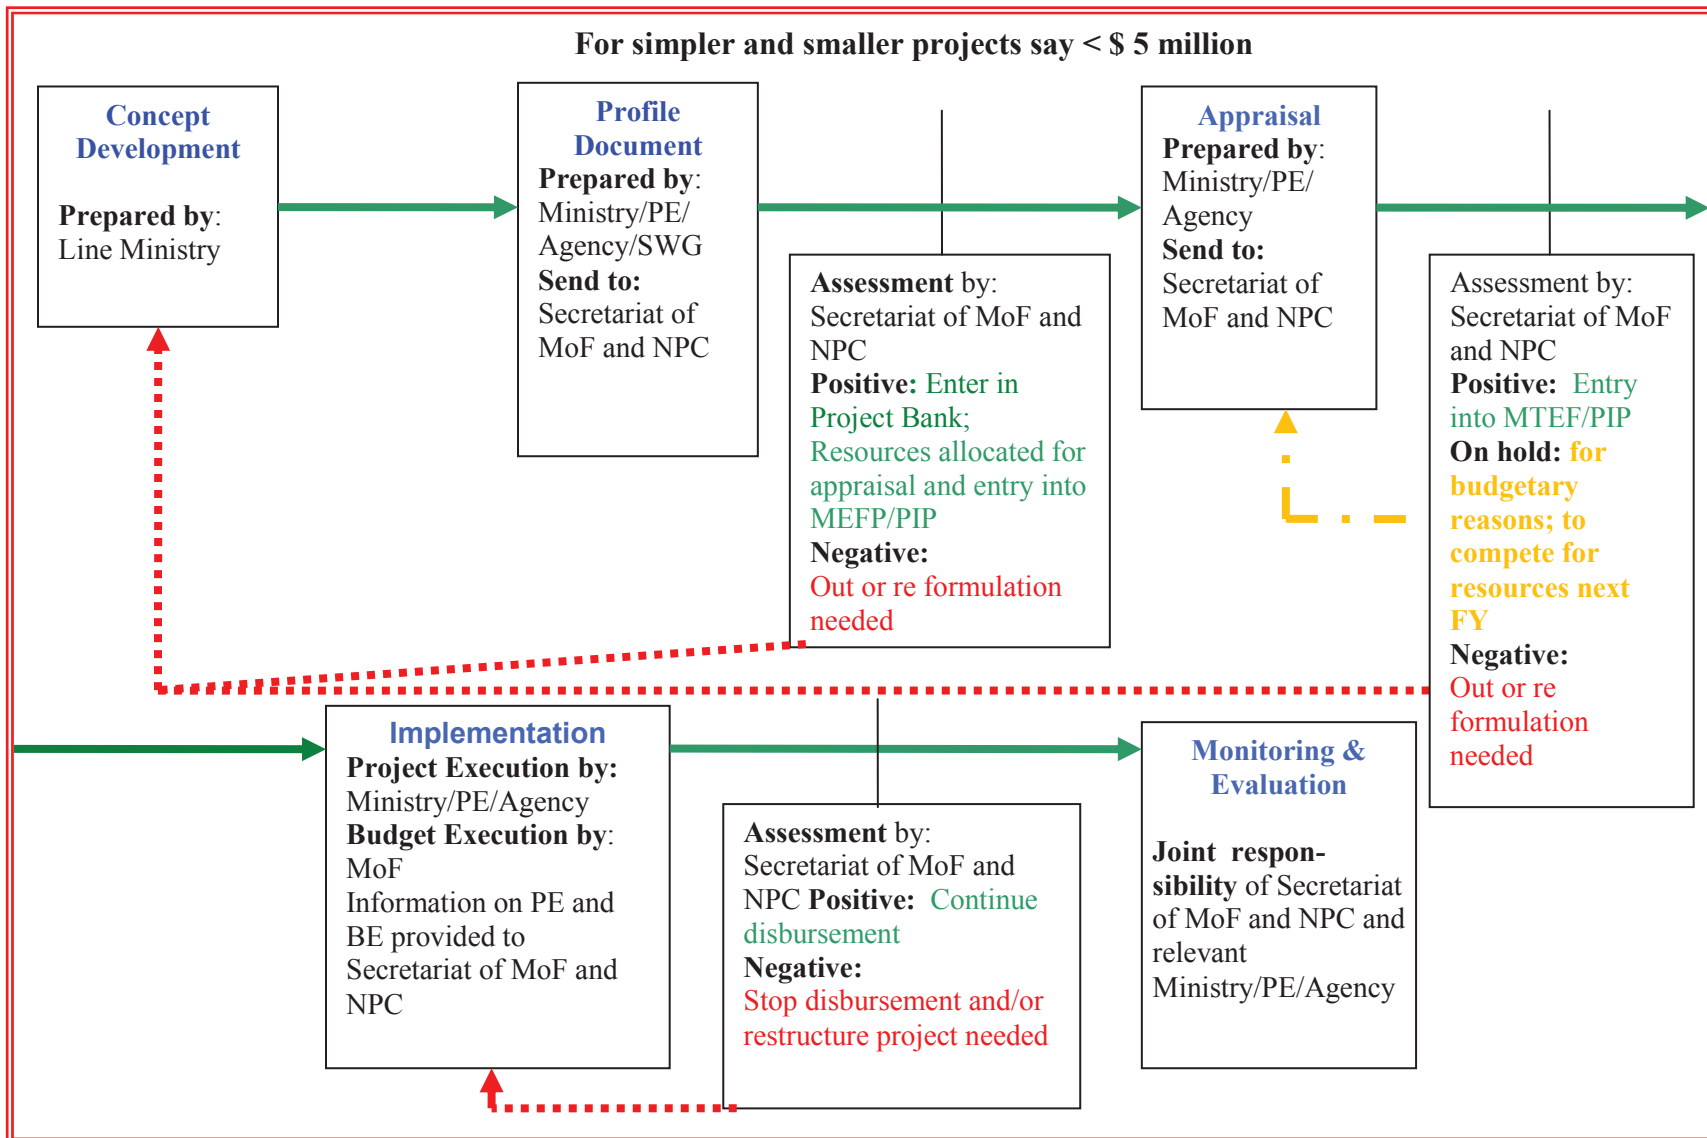 For simpler and smaller projects say < $ 5 million
Concept
Development
Prepared by:
Line Ministry
Profile
Document
Prepared by:
Ministry/PE/
Agency/SWG
Send to:
Secretariat of
MoF and NPC
Assessment by:
Secretariat of MoF and
NPC
Positive: Enter in
Project Bank;
Resources allocated for
appraisal and entry into
MEFP/PIP
Negative:
Out or re formulation
needed
Appraisal
Prepared by:
Ministry/PE/
Agency
Send to:
Secretariat of
MoF and NPC
Assessment by:
Secretariat of MoF
and NPC
Positive: Entry
into MTEF/PIP
On hold: for
budgetary
reasons; to
compete for
resources next
FY
Negative:
Out or re
formulation
needed
Implementation
Project Execution by:
Ministry/PE/Agency
Budget Execution by:
MoF
Information on PE and
BE provided to
Secretariat of MoF and
NPC
Assessment by:
Secretariat of MoF and
NPC Positive: Continue
disbursement
Negative:
Stop disbursement and/or
restructure project needed
Monitoring &
Evaluation
Joint respon-
sibility of Secretariat
of MoF and NPC and
relevant
Ministry/PE/Agency